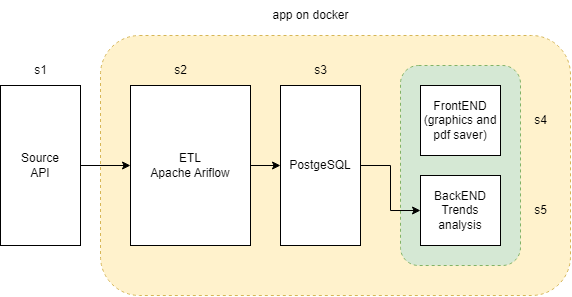 app on docker
s1
s2
s3
Source
API
ETL
Apache Ariflow
PostgeSQL
FrontEND
(graphics and
pdf saver)
s4
BackEND
Trends
analysis
s5